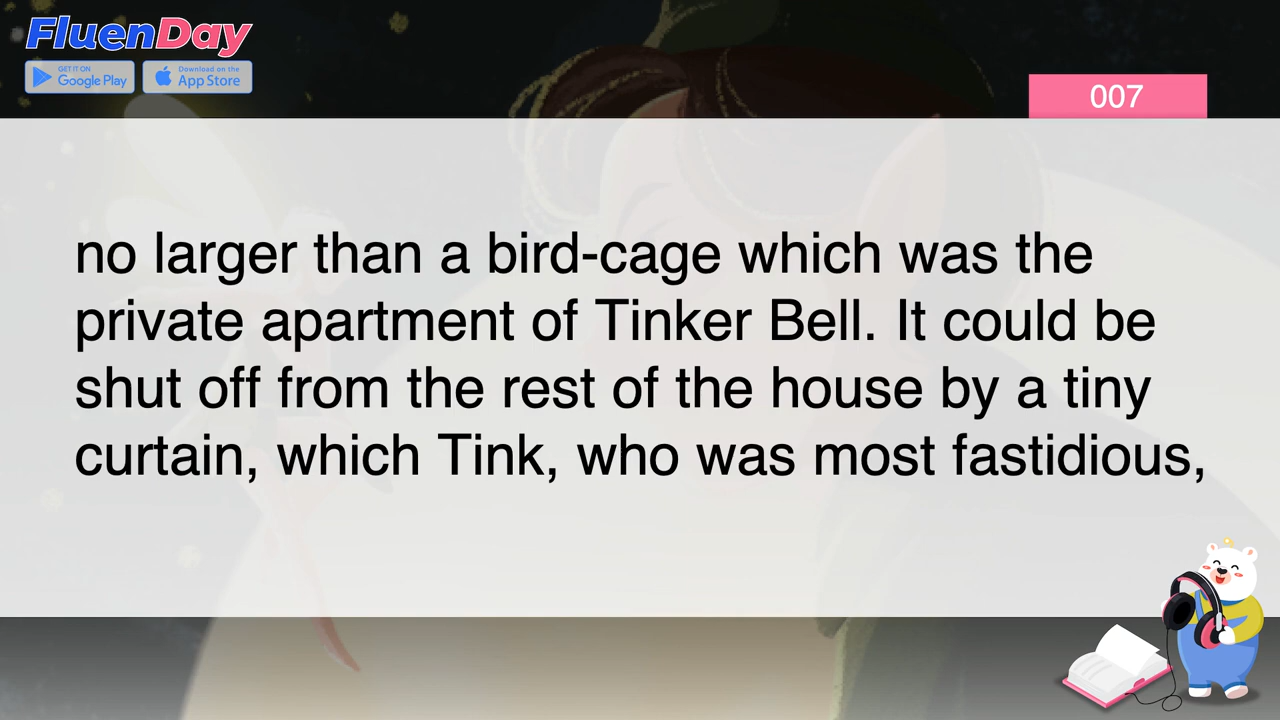 FluenDay
GET IT ON
Google Play
Download on the
App Store
007
no larger than a bird-cage which was the
private apartment of Tinker Bell. It could be
shut off from the rest of the house by a tiny
curtain, which Tink, who was most fastidious,